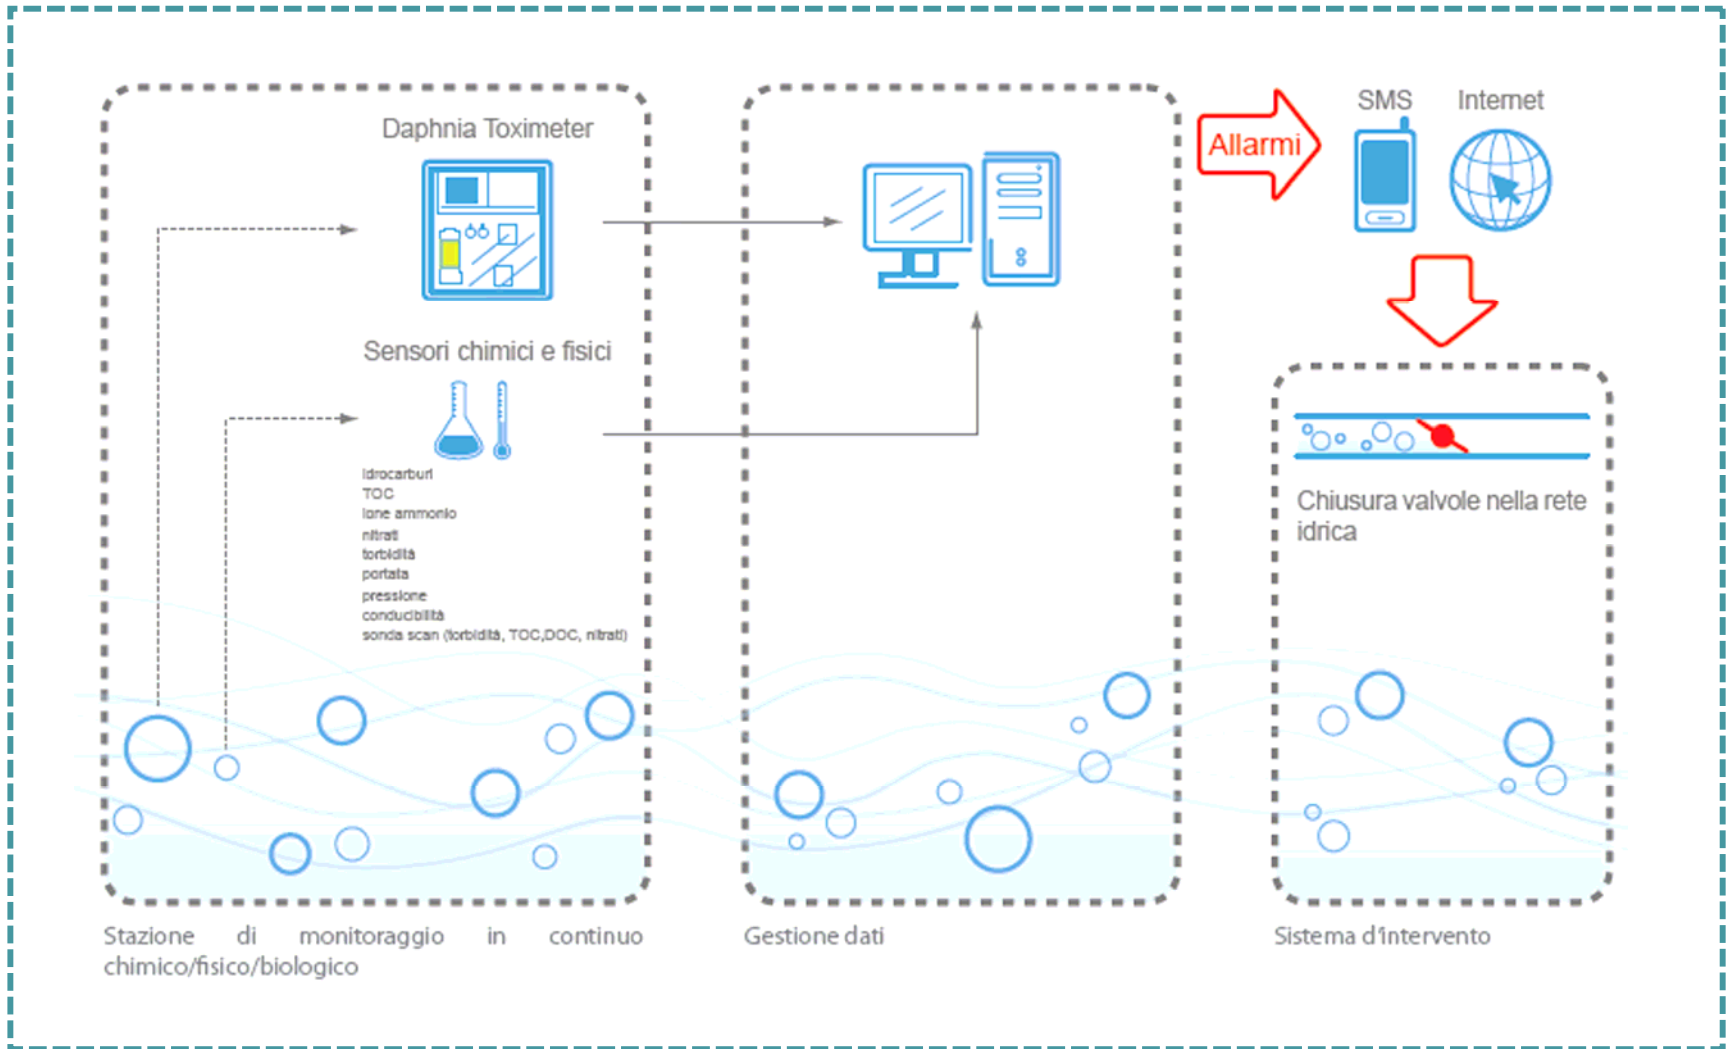 Daphnia Toximeter
Sensori chimici e fisici
Idrocarburi
TOC
Ione ammonio
nitrati
torbidità
portata
pressione
conducibilità
sonda scan (torbidità, TOC,DOC, nitrati)
Stazione di monitoraggio in continuo
chimico/fisico/biologico
Gestione dati
Allarmi
SMS
Internet
Chiusura valvole nella rete
idrica
Sistema d'intervento